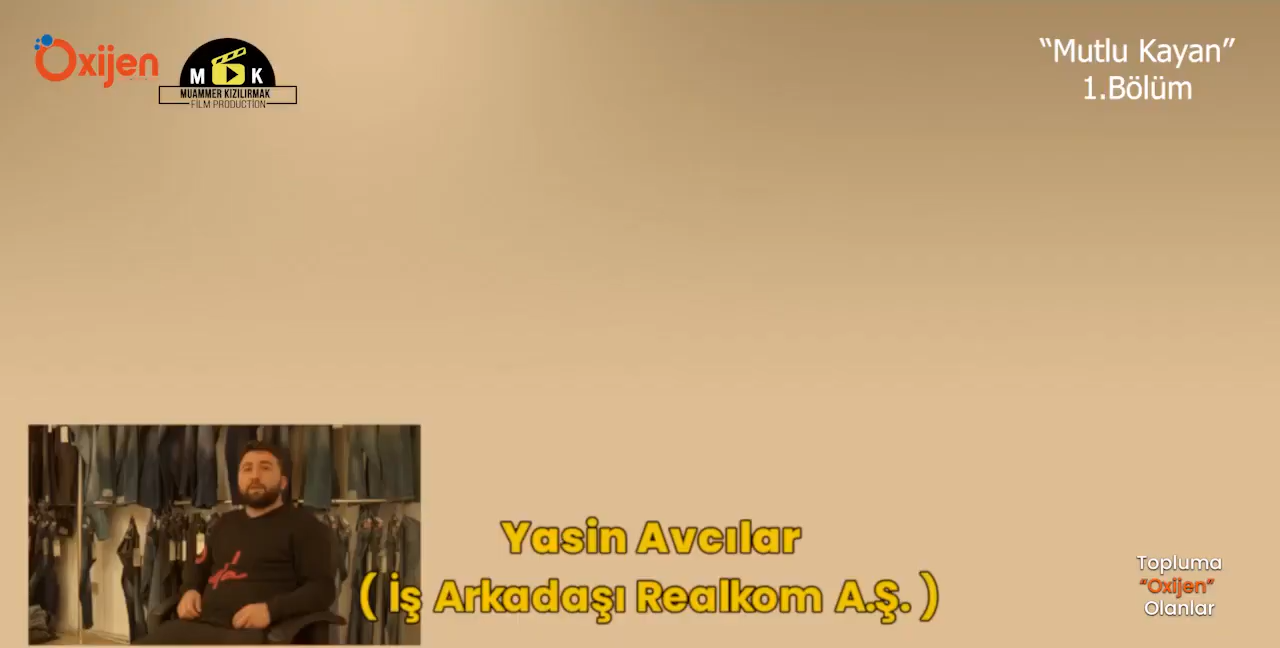 Oxijen
M K
MUAMMER KIZILIRMAK
FILM PRODUCTION
“Mutlu Kayan”
1.Bölüm
Yasin Avcılar
( İş Arkadaşı Realkom A.Ş. )
Topluma
“Oxijen”
Olanlar